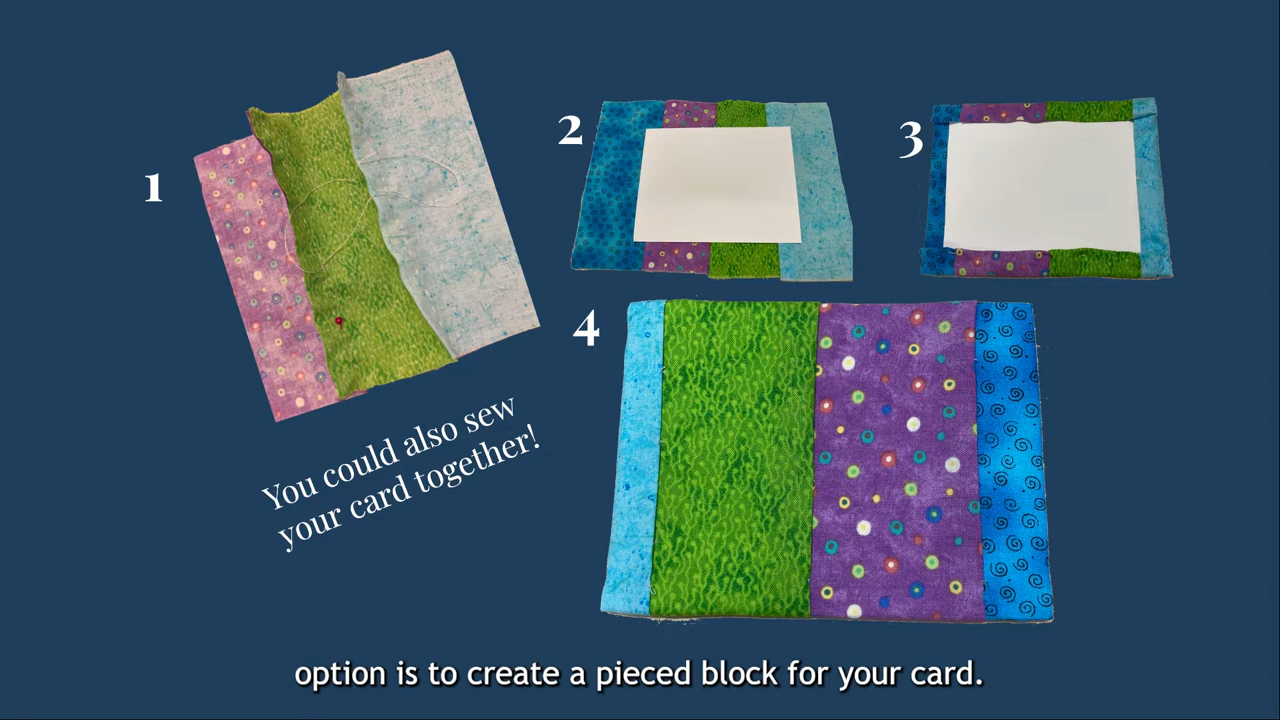 1
2
3
4
You could also sew
your card together!
option is to create a pieced block for your card.